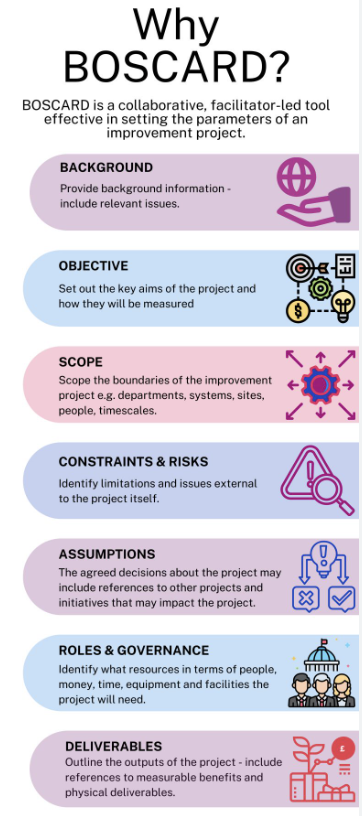 Why
BOSCARD?
BOSCARD is a collaborative, facilitator-led tool
effective in setting the parameters of an
improvement project.
BACKGROUND
Provide background information -
include relevant issues.
OBJECTIVE
Set out the key aims of the project and
how they will be measured
$
SCOPE
Scope the boundaries of the improvement
project e.g. departments, systems, sites,
people, timescales.
CONSTRAINTS & RISKS
Identify limitations and issues external
to the project itself.
ASSUMPTIONS
The agreed decisions about the project may
include references to other projects and
initiatives that may impact the project.
ROLES & GOVERNANCE
Identify what resources in terms of people,
money, time, equipment and facilities the
project will need.
DELIVERABLES
Outline the outputs of the project - include
references to measurable benefits and
physical deliverables.
£